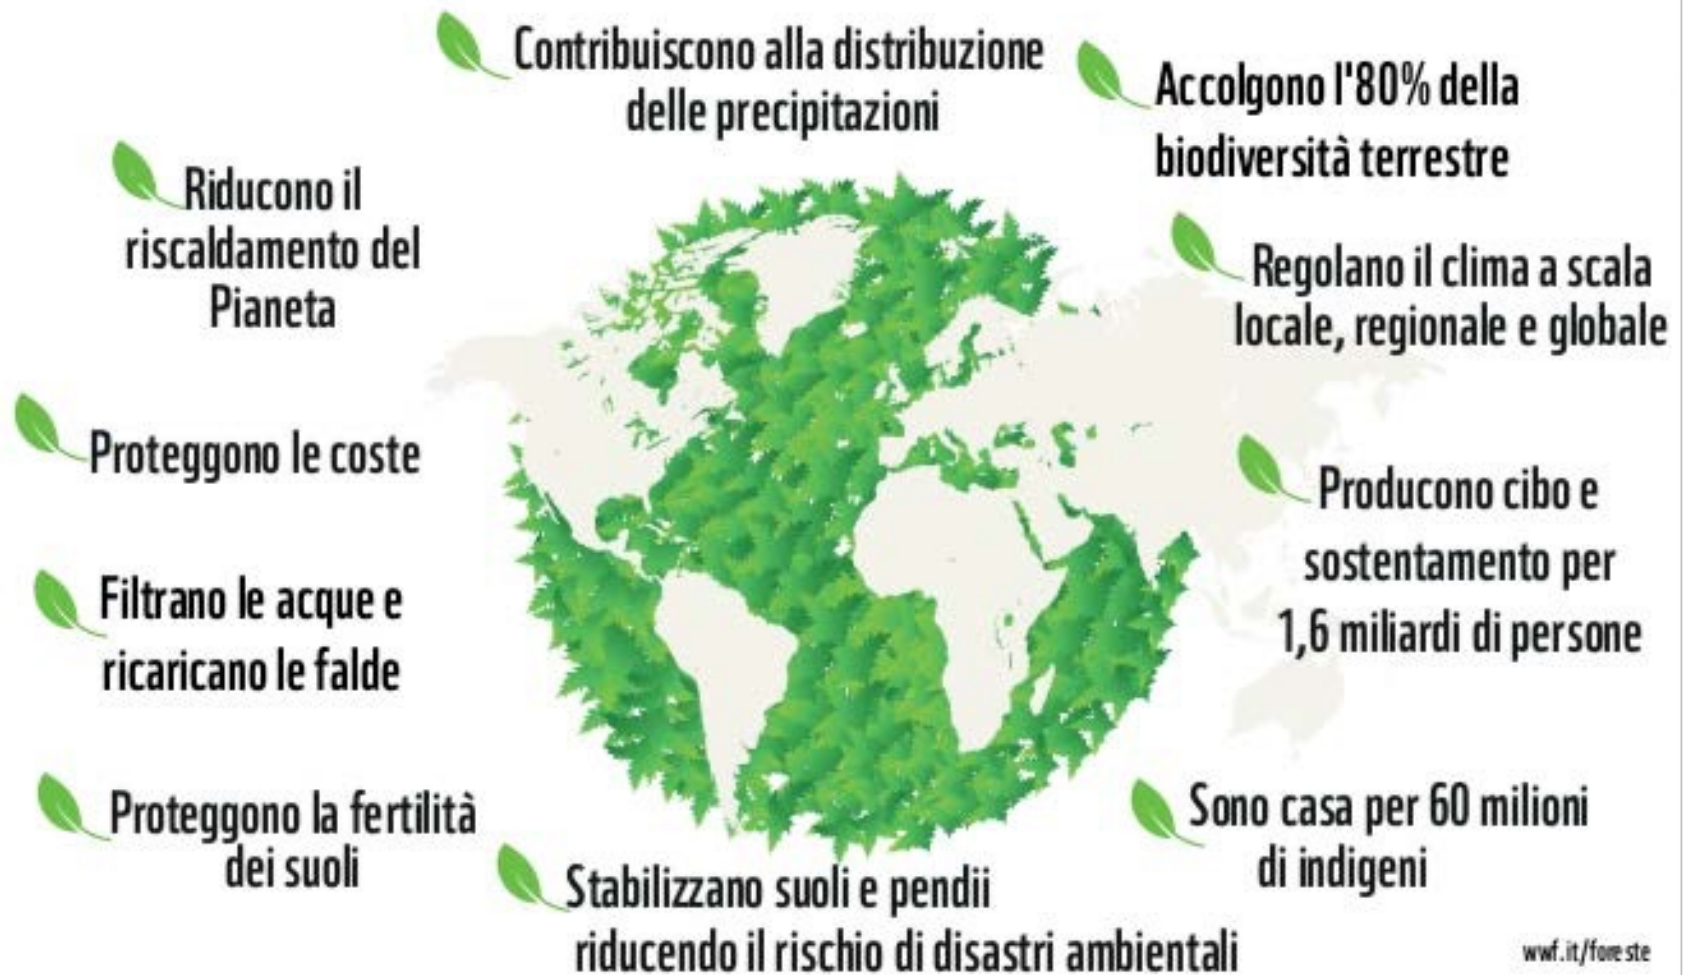 Contribuiscono alla distribuzione
delle precipitazioni
Accolgono l'80% della
biodiversità terrestre
Riducono il
riscaldamento del
Pianeta
Regolano il clima a scala
locale, regionale e globale
Proteggono le coste
Producono cibo e
sostentamento per
1,6 miliardi di persone
Filtrano le acque e
ricaricano le falde
Proteggono la fertilità
dei suoli
Sono casa per 60 milioni
di indigeni
Stabilizzano suoli e pendii
riducendo il rischio di disastri ambientali
wwf.it/foreste